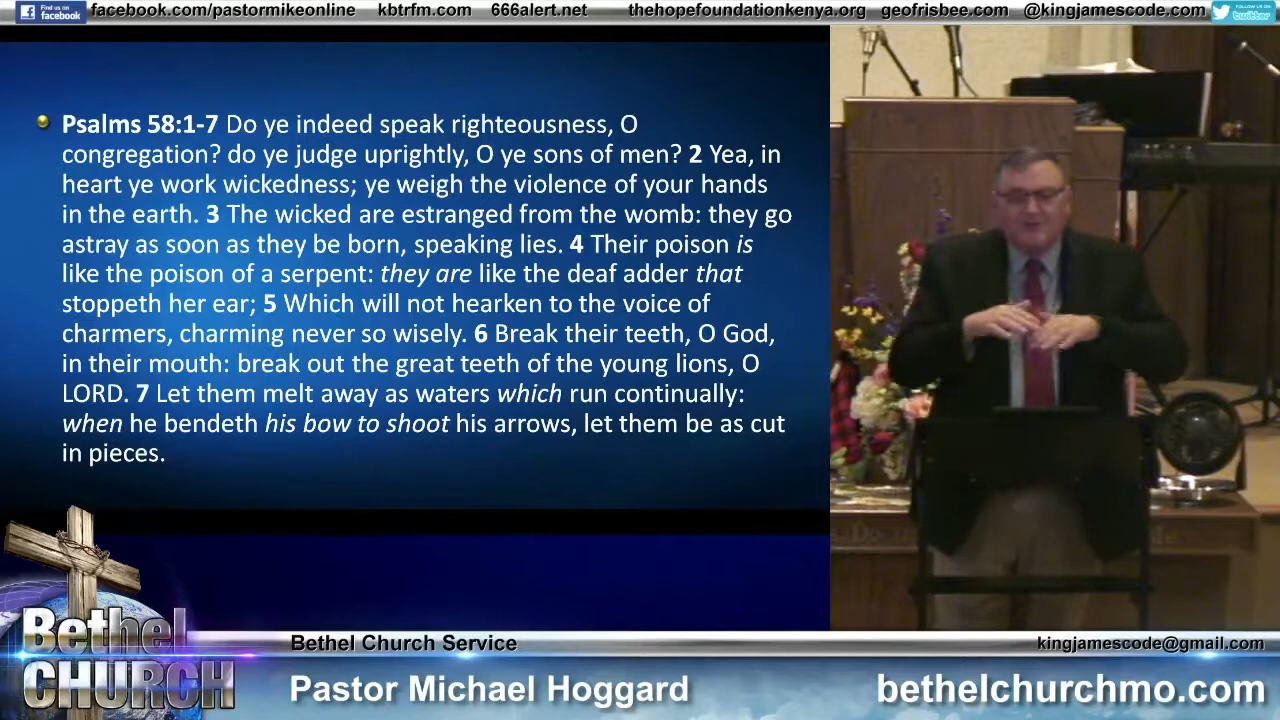 Find us on facebook facebook.com/pastormikeonline kbtrfm.com 666alert.net thehopefoundationkenya.org geofrisbee.com @kingjamescode.com FOLLOW US ON twitter
Psalms 58:1-7 Do ye indeed speak righteousness, O
congregation? do ye judge uprightly, O ye sons of men? 2 Yea, in
heart ye work wickedness; ye weigh the violence of your hands
in the earth. 3 The wicked are estranged from the womb: they go
astray as soon as they be born, speaking lies. 4 Their poison is
like the poison of a serpent: they are like the deaf adder that
stoppeth her ear; 5 Which will not hearken to the voice of
charmers, charming never so wisely. 6 Break their teeth, O God,
in their mouth: break out the great teeth of the young lions, O
LORD. 7 Let them melt away as waters which run continually:
when he bendeth his bow to shoot his arrows, let them be as cut
in pieces.
Bethel
CHURCH
Bethel Church Service kingjamescode@gmail.com
Pastor Michael Hoggard bethelchurchmo.com